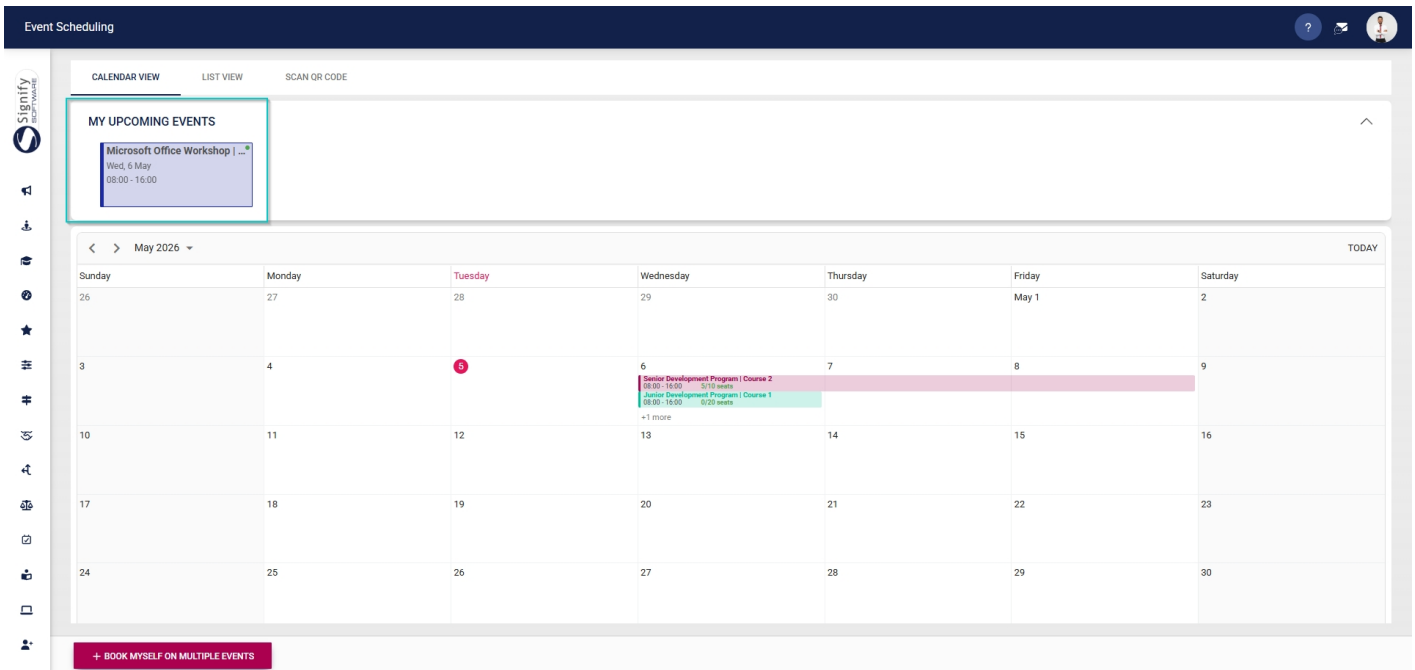 Event Scheduling
?
Signify
SOFTWARE
CALENDAR VIEW
LIST VIEW
SCAN QR CODE
MY UPCOMING EVENTS
Microsoft Office Workshop | ...
Wed, 6 May
08:00 - 16:00
May 2026
TODAY
Sunday Monday Tuesday Wednesday Thursday Friday Saturday
26 27 28 29 30 May 1 2
3 4 5 6 7 8 9
Senior Development Program | Course 2
08:00 - 16:00 5/10 seats
Junior Development Program | Course 1
08:00 - 16:00 0/20 seats
+1 more
10 11 12 13 14 15 16
17 18 19 20 21 22 23
24 25 26 27 28 29 30
+ BOOK MYSELF ON MULTIPLE EVENTS